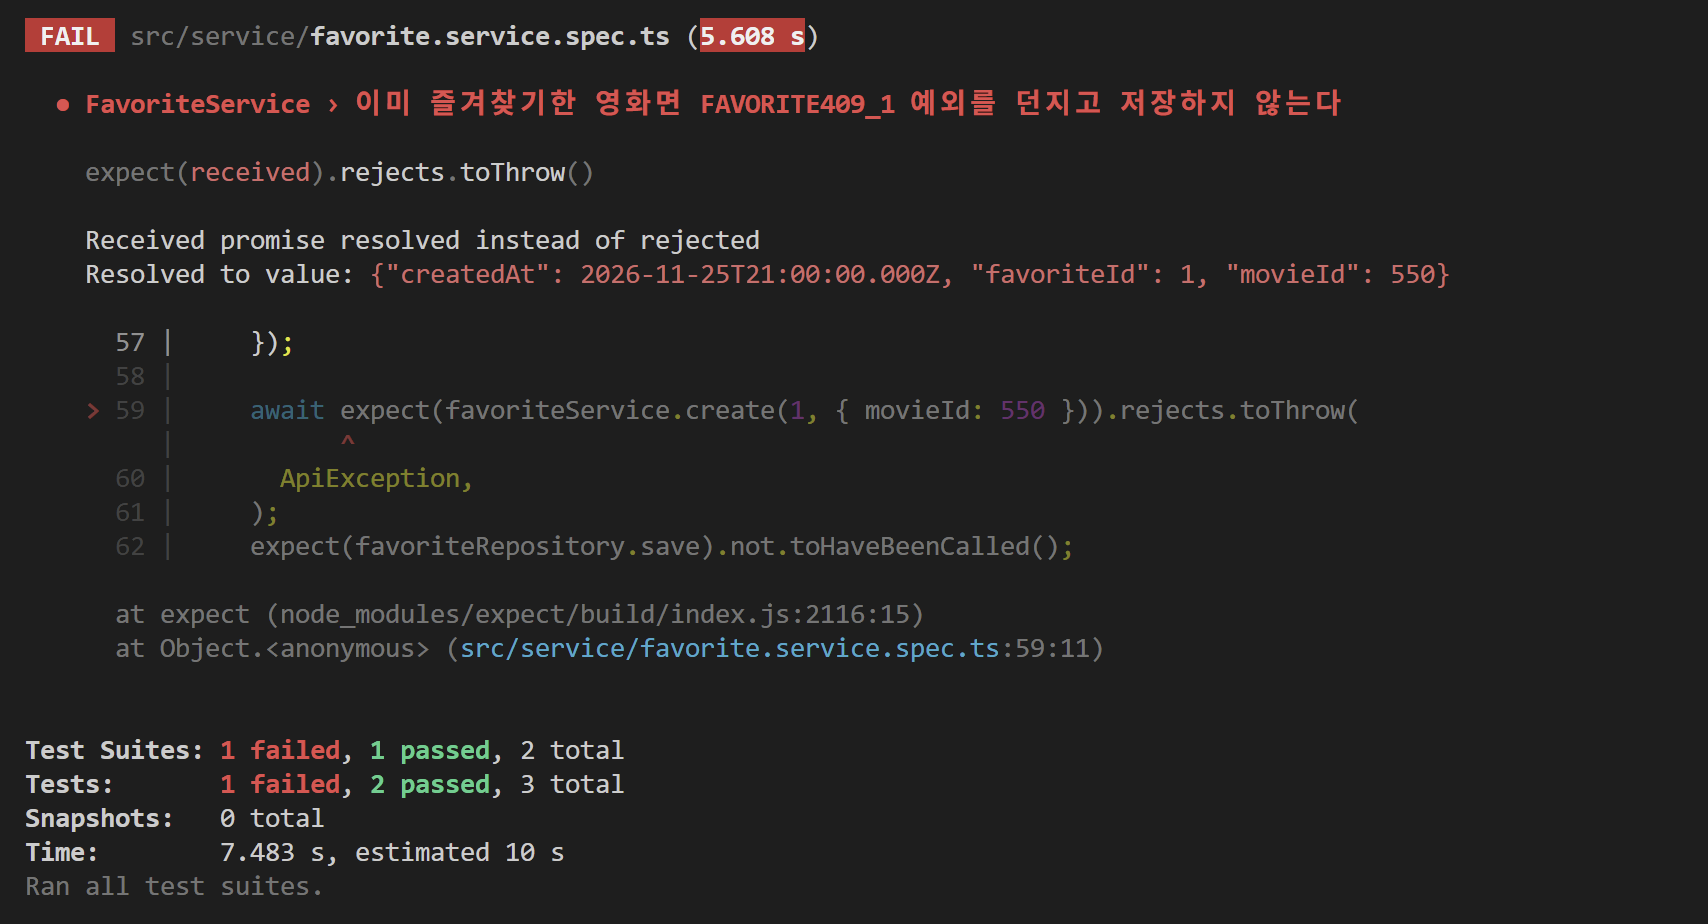 FAIL src/service/favorite.service.spec.ts (5.608 s)
● FavoriteService › 이미 즐겨찾기한 영화면 FAVORITE409_1 예외를 던지고 저장하지 않는다
expect(received).rejects.toThrow()
Received promise resolved instead of rejected
Resolved to value: {"createdAt": 2026-11-25T21:00:00.000Z, "favoriteId": 1, "movieId": 550}
57 |     });
58 |
> 59 |     await expect(favoriteService.create(1, { movieId: 550 })).rejects.toThrow(
|           ^
60 |       ApiException,
61 |     );
62 |     expect(favoriteRepository.save).not.toHaveBeenCalled();
at expect (node_modules/expect/build/index.js:2116:15)
at Object.<anonymous> (src/service/favorite.service.spec.ts:59:11)
Test Suites: 1 failed, 1 passed, 2 total
Tests:       1 failed, 2 passed, 3 total
Snapshots:   0 total
Time:        7.483 s, estimated 10 s
Ran all test suites.